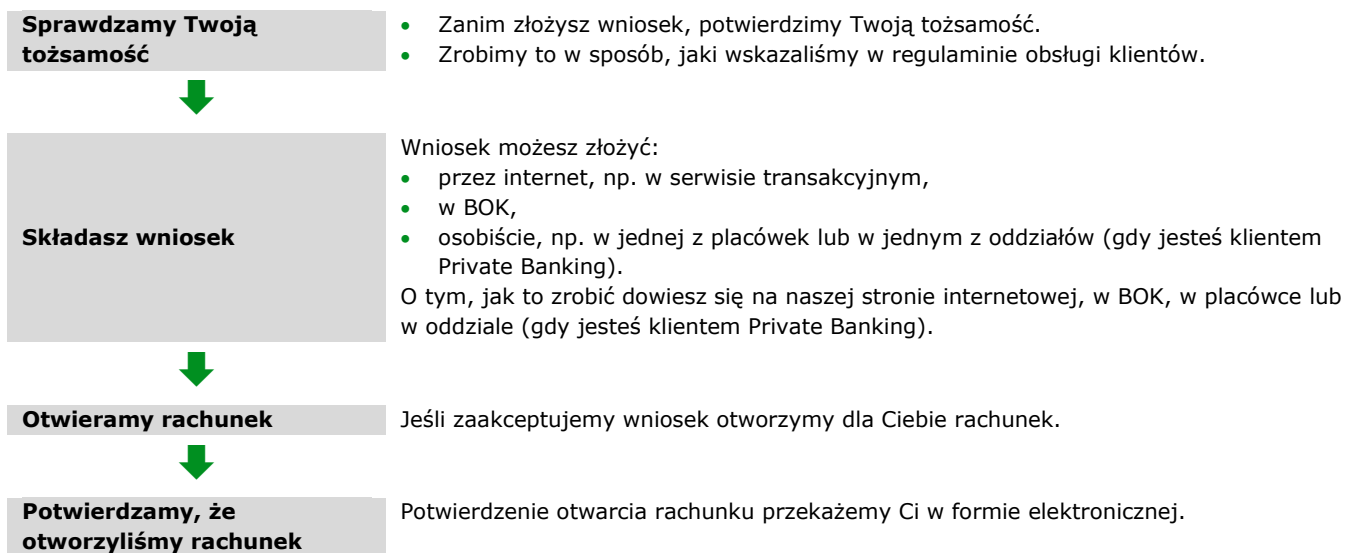 Sprawdzamy Twoją
tożsamość
• Zanim złożysz wniosek, potwierdzimy Twoją tożsamość.
• Zrobimy to w sposób, jaki wskazaliśmy w regulaminie obsługi klientów.
Składasz wniosek
Wniosek możesz złożyć:
• przez internet, np. w serwisie transakcyjnym,
• w BOK,
• osobiście, np. w jednej z placówek lub w jednym z oddziałów (gdy jesteś klientem
Private Banking).
O tym, jak to zrobić dowiesz się na naszej stronie internetowej, w BOK, w placówce lub
w oddziale (gdy jesteś klientem Private Banking).
Otwieramy rachunek
Jeśli zaakceptujemy wniosek otworzymy dla Ciebie rachunek.
Potwierdzamy, że
otworzyliśmy rachunek
Potwierdzenie otwarcia rachunku przekażemy Ci w formie elektronicznej.